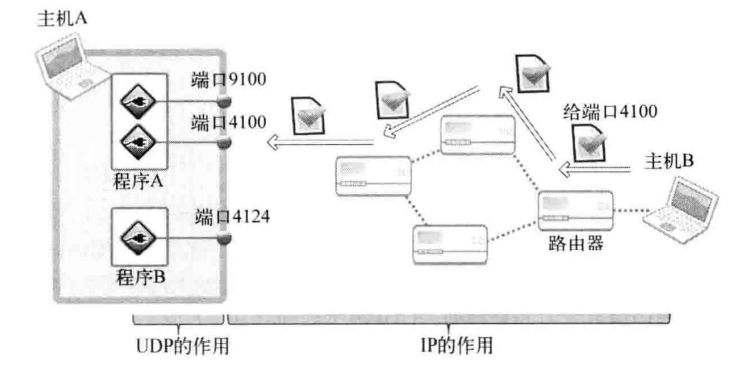 主机A
端口9100
端口4100
程序A
端口4124
程序B
给端口4100
主机B
路由器
UDP的作用
IP的作用